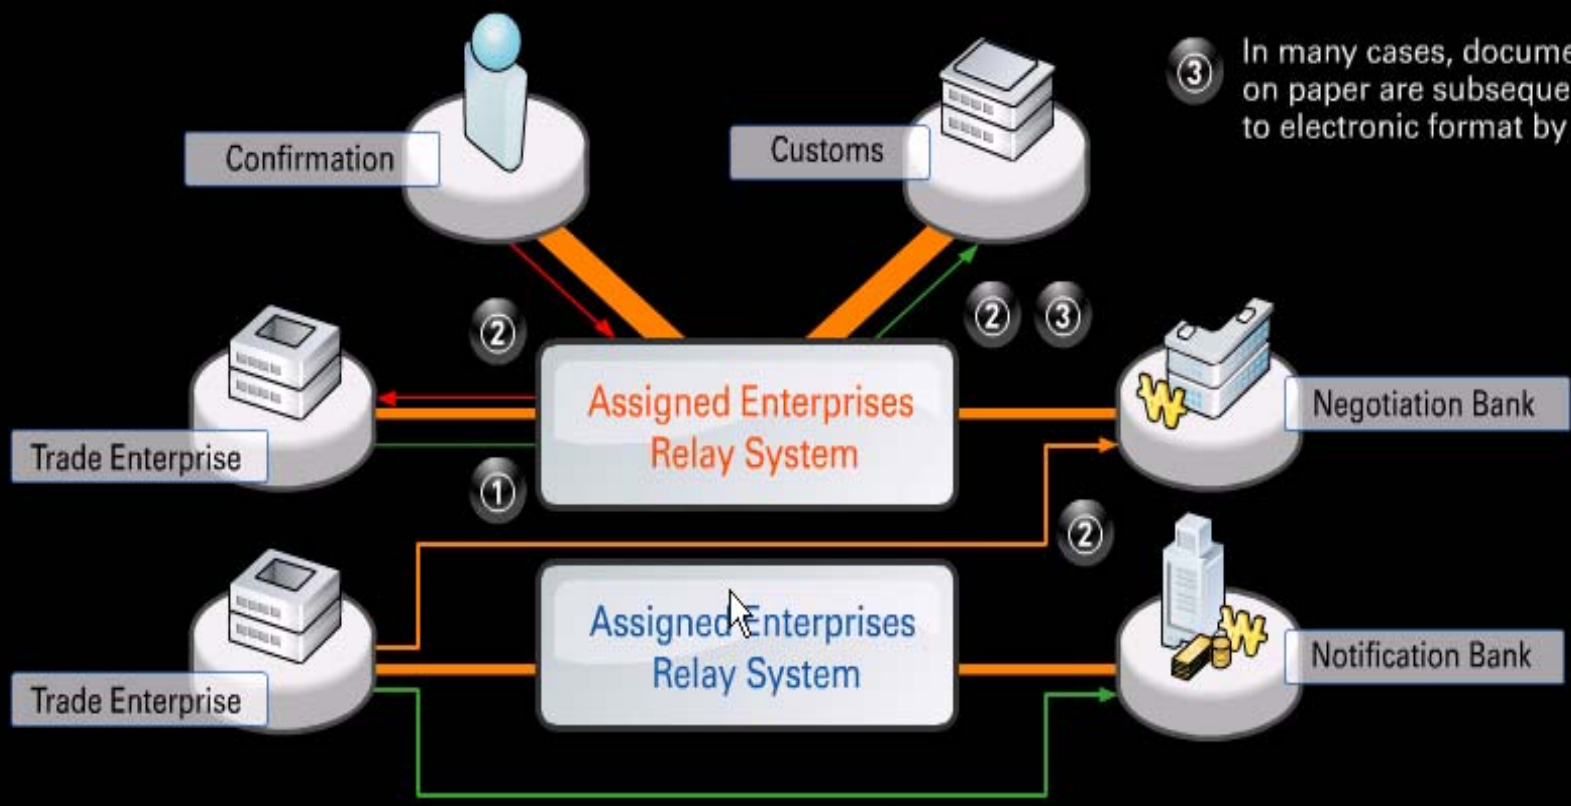 ③ In many cases, docume
on paper are subseque
to electronic format by
Confirmation
Customs
②
② ③
Assigned Enterprises
Relay System
Negotiation Bank
Trade Enterprise
①
②
Assigned Enterprises
Relay System
Notification Bank
Trade Enterprise